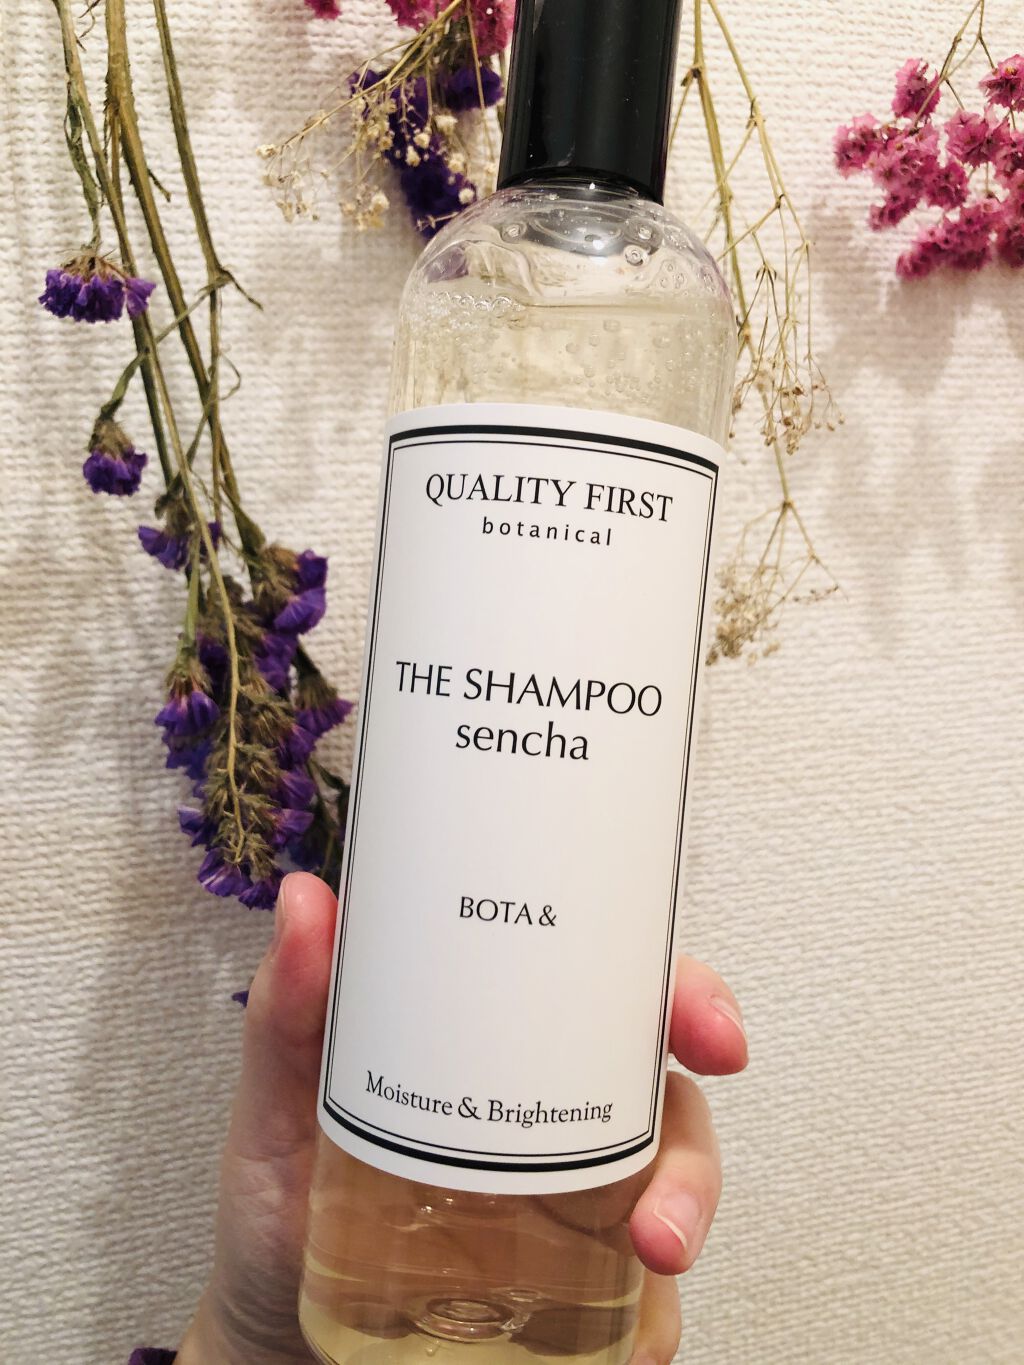 QUALITY FIRST
botanical
THE SHAMPOO
sencha
BOTA &
Moisture & Brightening